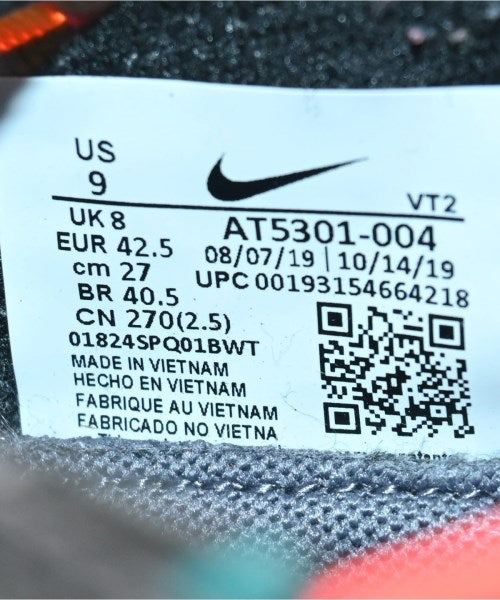 US
9
VT2
UK 8
AT5301-004
EUR 42.5
08/07/19 | 10/14/19
cm 27
UPC 00193154664218
BR 40.5
CN 270(2.5)
01824SPQ01BWT
MADE IN VIETNAM
HECHO EN VIETNAM
FABRIQUE AU VIETNAM
FABRICADO NO VIETNA